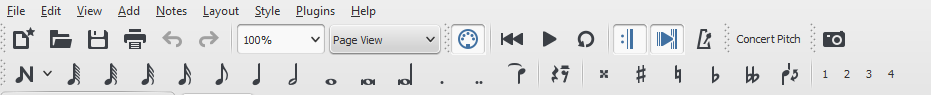 File Edit View Add Notes Layout Style Plugins Help
100% Page View Concert Pitch
N 1 2 3 4